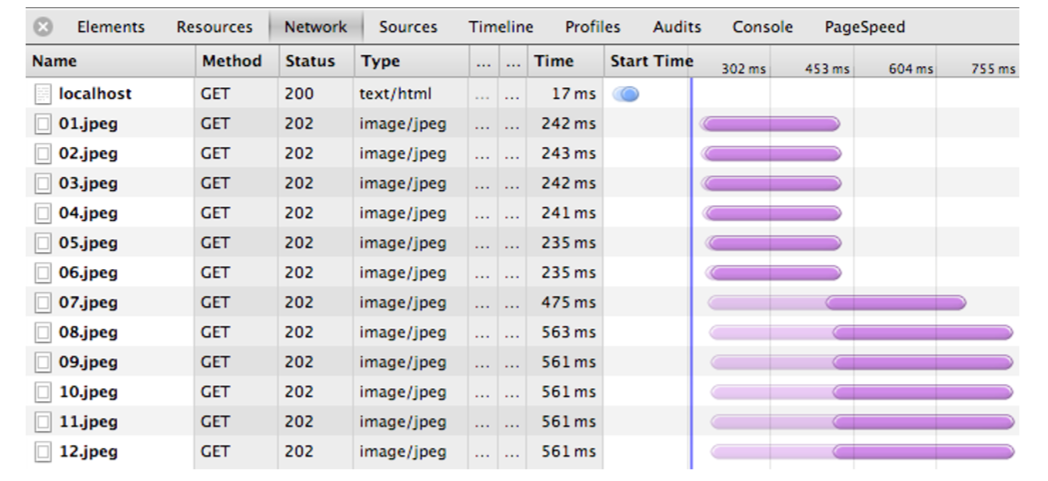 Elements Resources Network Sources Timeline Profiles Audits Console PageSpeed
Name Method Status Type ... ... Time Start Time 302 ms 453 ms 604 ms 755 ms
localhost GET 200 text/html ... ... 17 ms
01.jpeg GET 202 image/jpeg ... ... 242 ms
02.jpeg GET 202 image/jpeg ... ... 243 ms
03.jpeg GET 202 image/jpeg ... ... 242 ms
04.jpeg GET 202 image/jpeg ... ... 241 ms
05.jpeg GET 202 image/jpeg ... ... 235 ms
06.jpeg GET 202 image/jpeg ... ... 235 ms
07.jpeg GET 202 image/jpeg ... ... 475 ms
08.jpeg GET 202 image/jpeg ... ... 563 ms
09.jpeg GET 202 image/jpeg ... ... 561 ms
10.jpeg GET 202 image/jpeg ... ... 561 ms
11.jpeg GET 202 image/jpeg ... ... 561 ms
12.jpeg GET 202 image/jpeg ... ... 561 ms